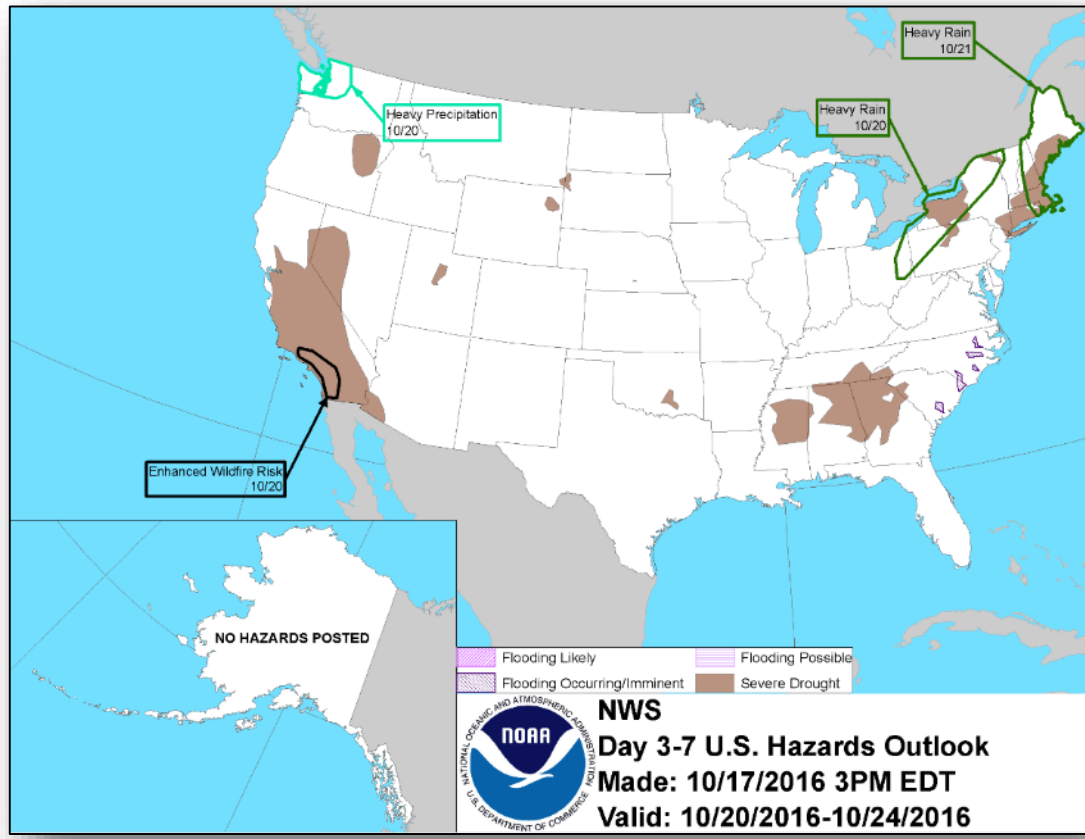 Heavy Rain
10/21
Heavy Precipitation
10/20
Heavy Rain
10/20
Enhanced Wildfire Risk
10/20
NO HAZARDS POSTED
Flooding Likely
Flooding Possible
Flooding Occurring/Imminent
Severe Drought
NATIONAL OCEANIC AND ATMOSPHERIC ADMINISTRATION
NOAA
U.S. DEPARTMENT OF COMMERCE
NWS
Day 3-7 U.S. Hazards Outlook
Made: 10/17/2016 3PM EDT
Valid: 10/20/2016-10/24/2016